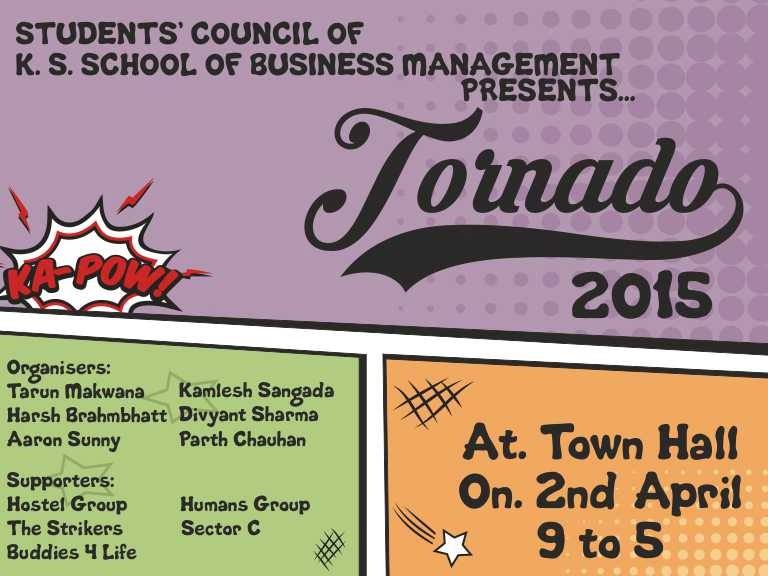 STUDENTS' COUNCIL OF
K. S. SCHOOL OF BUSINESS MANAGEMENT
PRESENTS...
Tornado
2015
KA-POW!
Organisers:
Tarun Makwana Kamlesh Sangada
Harsh Brahmbhatt Divyant Sharma
Aaron Sunny Parth Chauhan
Supporters:
Hostel Group Humans Group
The Strikers Sector C
Buddies 4 Life
At. Town Hall
On. 2nd April
9 to 5